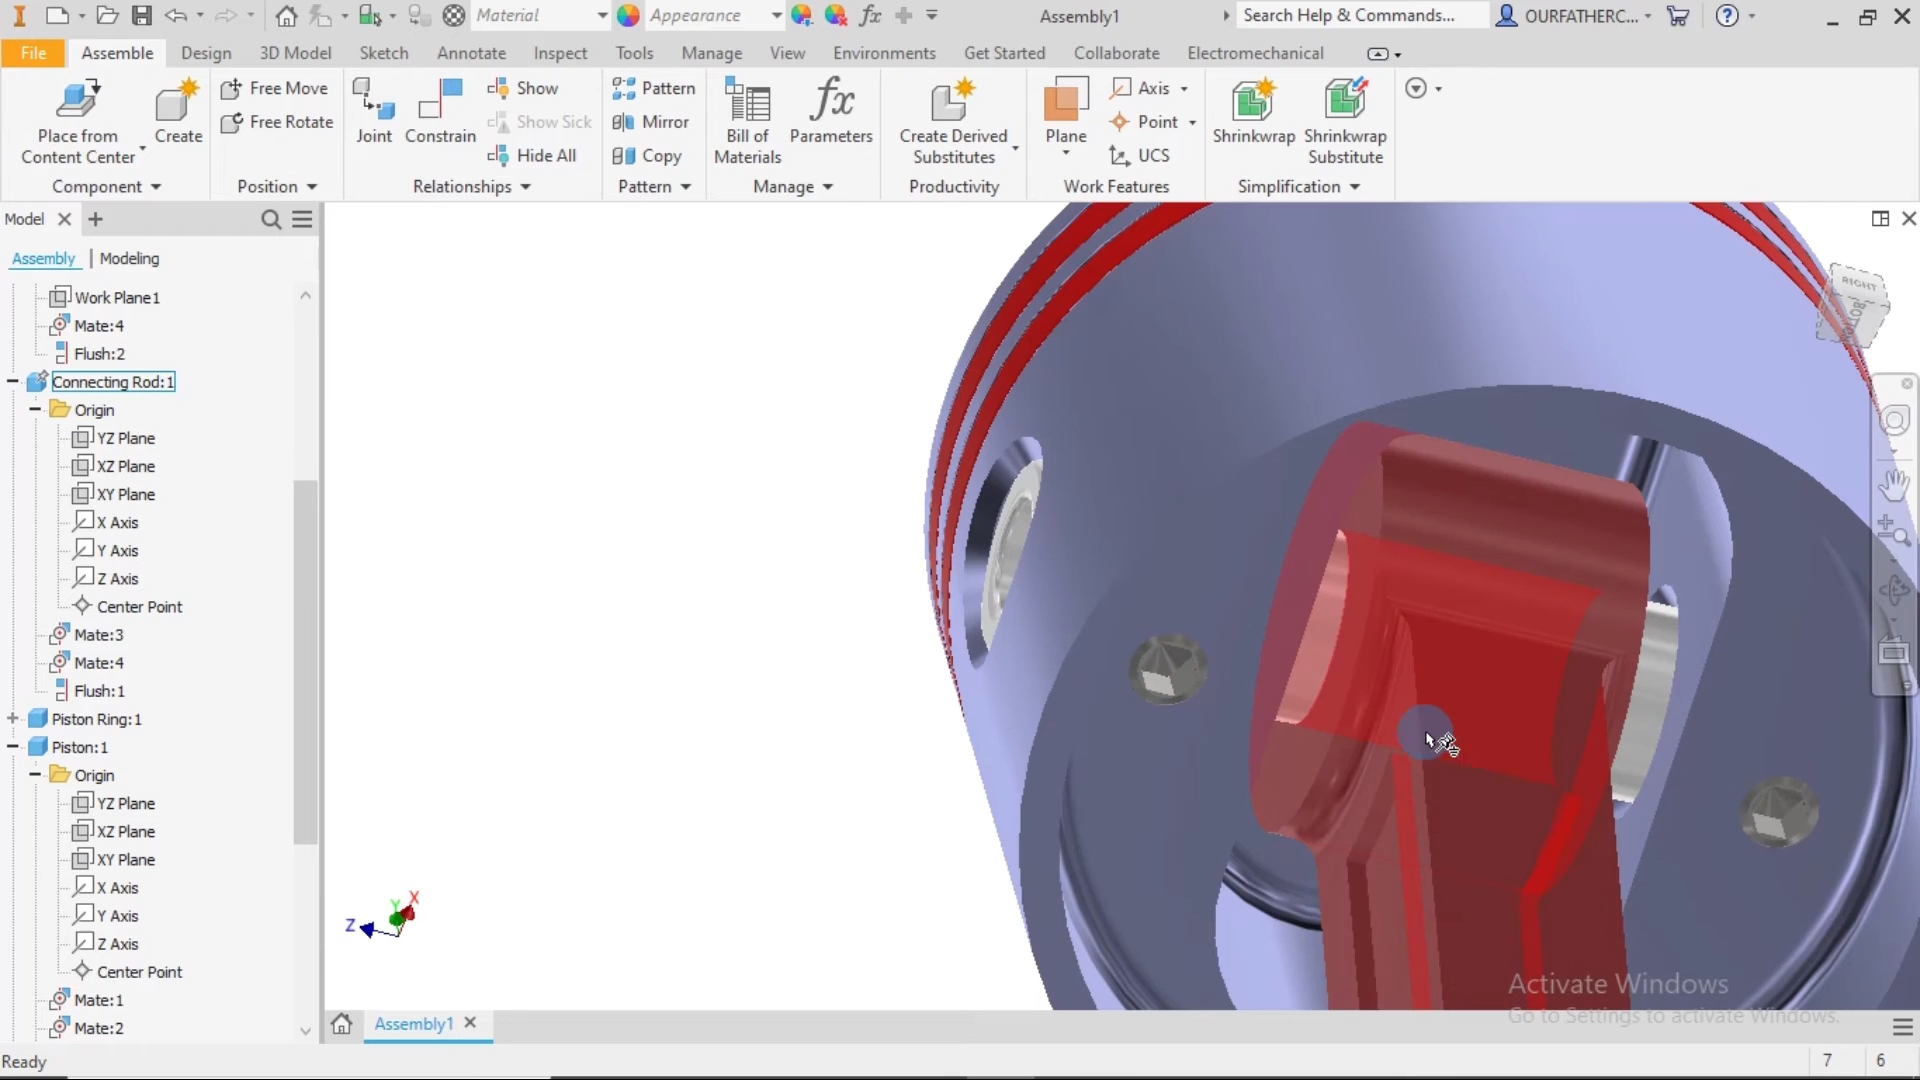 Material
Appearance
fx
Assembly1
Search Help & Commands...
OURFATHERC...
File
Assemble
Design
3D Model
Sketch
Annotate
Inspect
Tools
Manage
View
Environments
Get Started
Collaborate
Electromechanical
Place from
Content Center
Create
Free Move
Free Rotate
Joint
Constrain
Show
Show Sick
Hide All
Pattern
Mirror
Copy
Bill of
Materials
fx
Parameters
Create Derived
Substitutes
Plane
Axis
Point
UCS
Shrinkwrap
Shrinkwrap
Substitute
Component
Position
Relationships
Pattern
Manage
Productivity
Work Features
Simplification
Model
Assembly
Modeling
Work Plane1
Mate:4
Flush:2
Connecting Rod:1
Origin
YZ Plane
XZ Plane
XY Plane
X Axis
Y Axis
Z Axis
Center Point
Mate:3
Mate:4
Flush:1
Piston Ring:1
Piston:1
Origin
YZ Plane
XZ Plane
XY Plane
X Axis
Y Axis
Z Axis
Center Point
Mate:1
Mate:2
RIGHT
X
Y
Z
Activate Windows
Go to Settings to activate Windows.
Assembly1
Ready
7
6